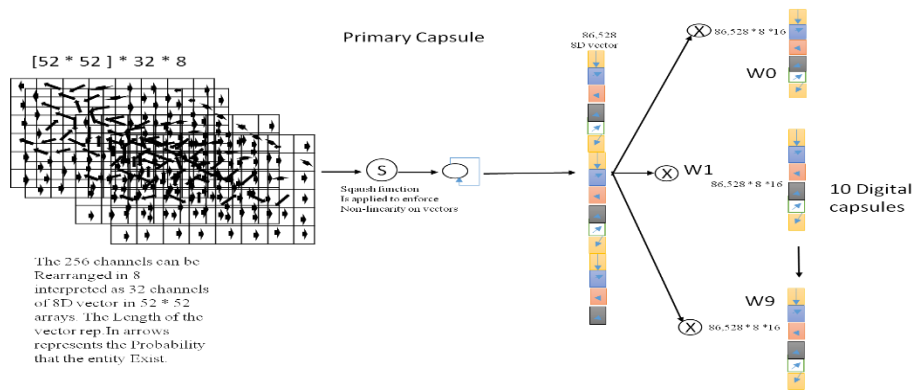 Primary Capsule
[52 * 52 ] * 32 * 8
86,528
8D vector
X
86,528 * 8 *16
W0
S
Sqaush function
Is applied to enforce
Non-linearity on vectors
X
W1
86,528 * 8 *16
10 Digital
capsules
W9
X
86,528 * 8 *16
The 256 channels can be
Rearranged in 8
interpreted as 32 channels
of 8D vector in 52 * 52
arrays. The Length of the
vector rep.In arrows
represents the Probability
that the entity Exist.